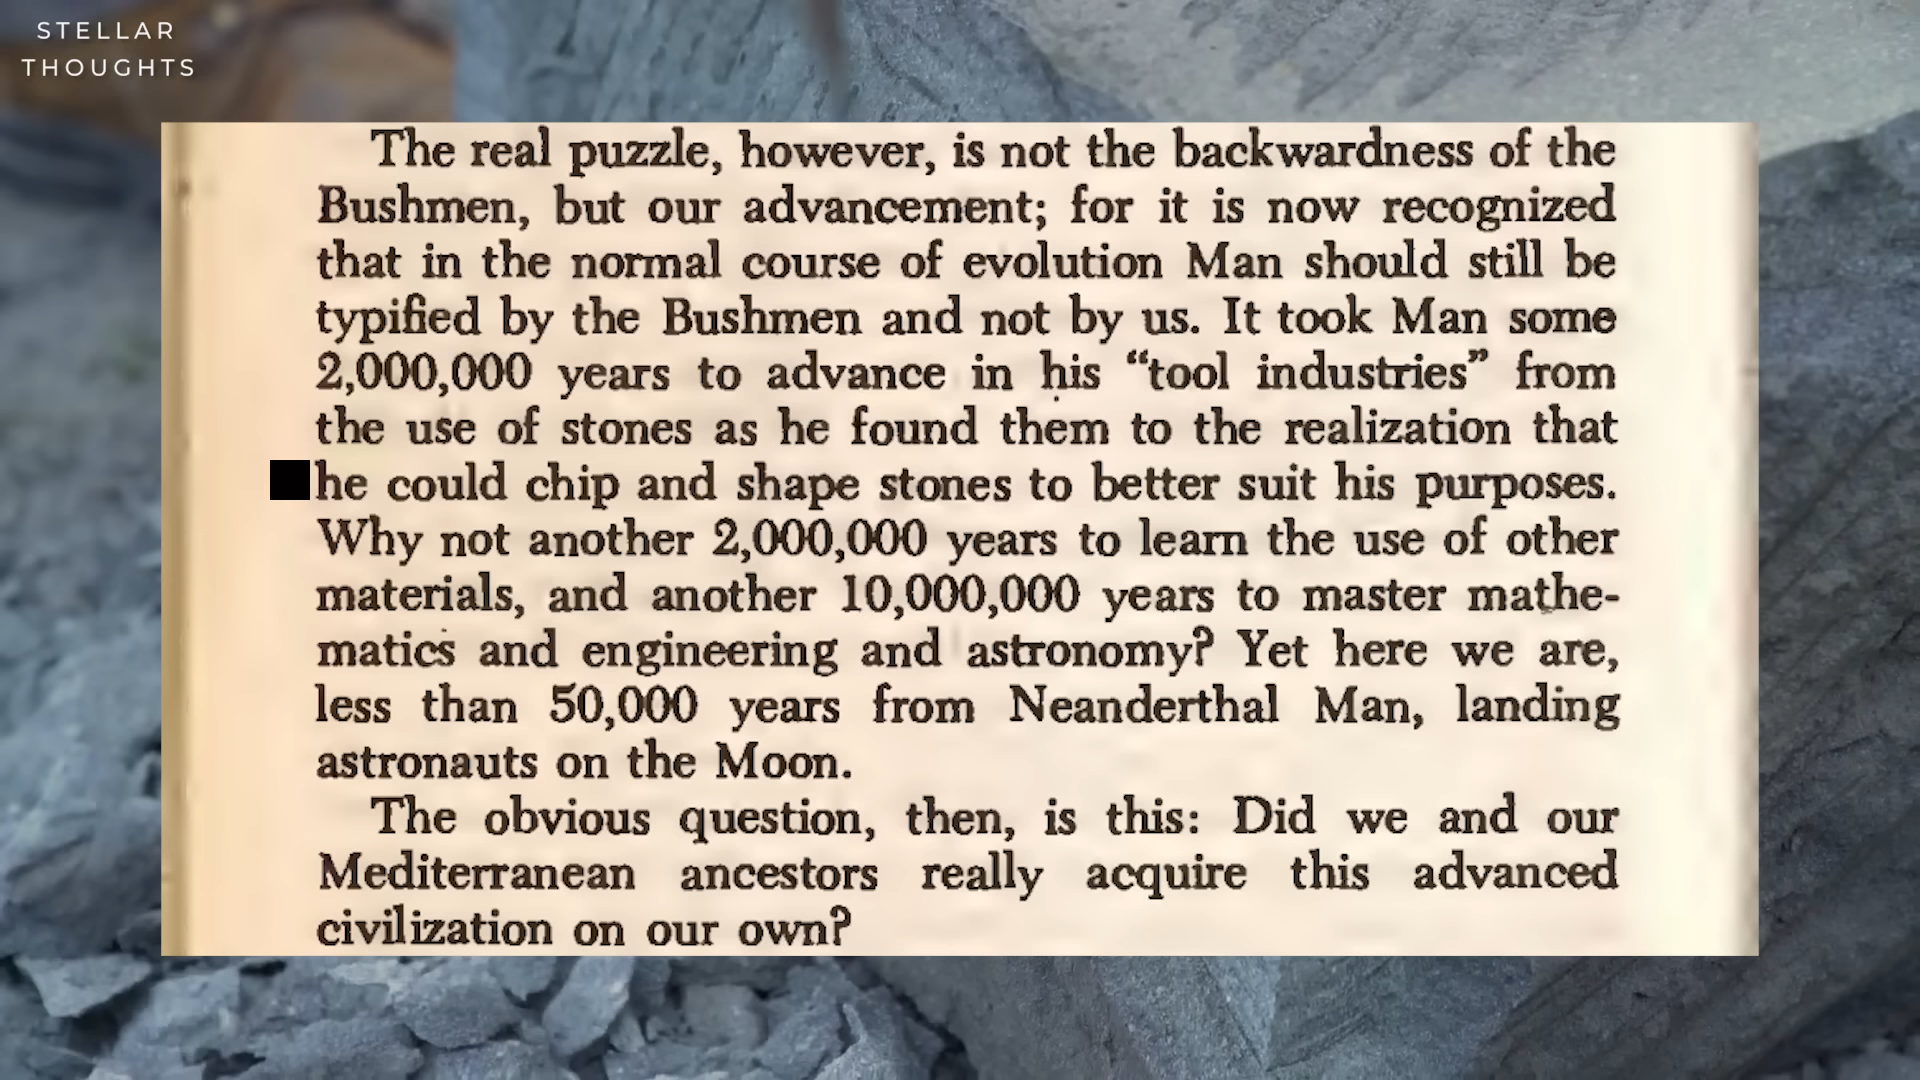 STELLAR
THOUGHTS
The real puzzle, however, is not the backwardness of the
Bushmen, but our advancement; for it is now recognized
that in the normal course of evolution Man should still be
typified by the Bushmen and not by us. It took Man some
2,000,000 years to advance in his “tool industries” from
the use of stones as he found them to the realization that
he could chip and shape stones to better suit his purposes.
Why not another 2,000,000 years to learn the use of other
materials, and another 10,000,000 years to master mathe-
matics and engineering and astronomy? Yet here we are,
less than 50,000 years from Neanderthal Man, landing
astronauts on the Moon.
The obvious question, then, is this: Did we and our
Mediterranean ancestors really acquire this advanced
civilization on our own?